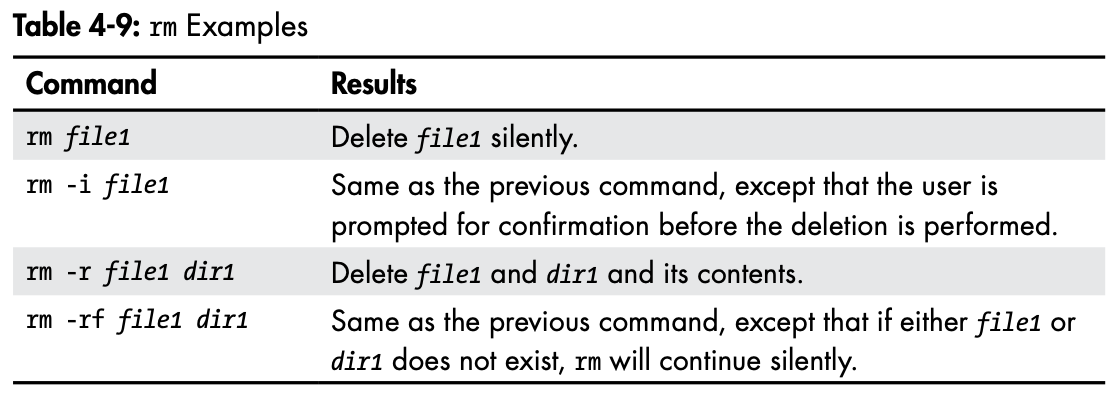 Table 4-9: rm Examples
Command Results
rm file1 Delete file1 silently.
rm -i file1 Same as the previous command, except that the user is
prompted for confirmation before the deletion is performed.
rm -r file1 dir1 Delete file1 and dir1 and its contents.
rm -rf file1 dir1 Same as the previous command, except that if either file1 or
dir1 does not exist, rm will continue silently.